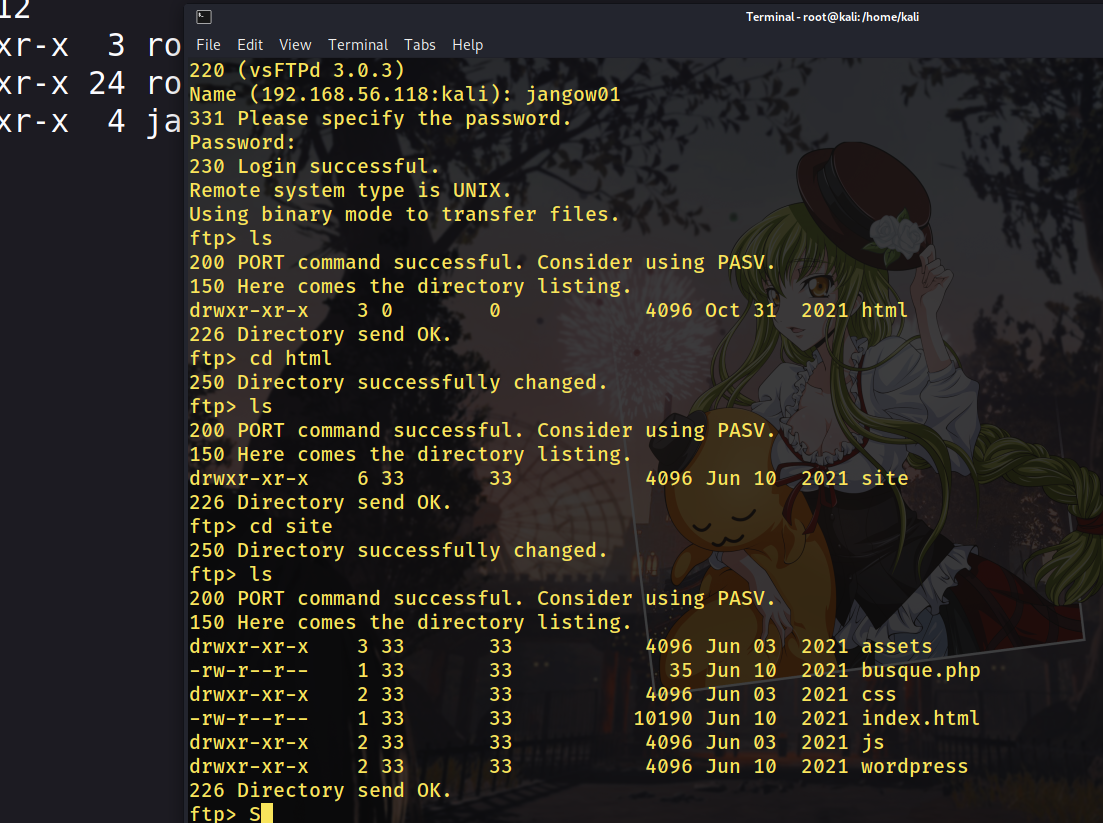 12
xr-x  3 ro
xr-x 24 ro
xr-x  4 ja
Terminal - root@kali: /home/kali
File Edit View Terminal Tabs Help
220 (vsFTPd 3.0.3)
Name (192.168.56.118:kali): jangow01
331 Please specify the password.
Password:
230 Login successful.
Remote system type is UNIX.
Using binary mode to transfer files.
ftp> ls
200 PORT command successful. Consider using PASV.
150 Here comes the directory listing.
drwxr-xr-x    3 0        0            4096 Oct 31  2021 html
226 Directory send OK.
ftp> cd html
250 Directory successfully changed.
ftp> ls
200 PORT command successful. Consider using PASV.
150 Here comes the directory listing.
drwxr-xr-x    6 33       33           4096 Jun 10  2021 site
226 Directory send OK.
ftp> cd site
250 Directory successfully changed.
ftp> ls
200 PORT command successful. Consider using PASV.
150 Here comes the directory listing.
drwxr-xr-x    3 33       33           4096 Jun 03  2021 assets
-rw-r--r--    1 33       33             35 Jun 10  2021 busque.php
drwxr-xr-x    2 33       33           4096 Jun 03  2021 css
-rw-r--r--    1 33       33          10190 Jun 10  2021 index.html
drwxr-xr-x    2 33       33           4096 Jun 03  2021 js
drwxr-xr-x    2 33       33           4096 Jun 10  2021 wordpress
226 Directory send OK.
ftp> S